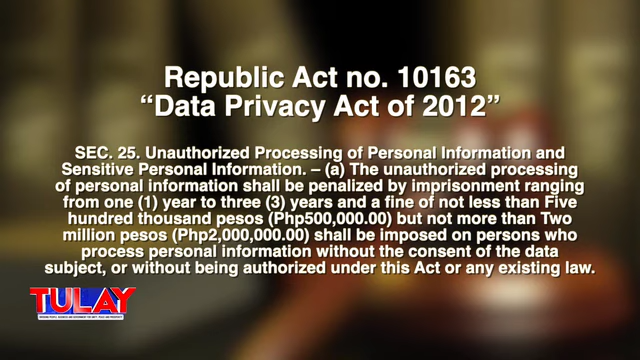 Republic Act no. 10163
“Data Privacy Act of 2012”
SEC. 25. Unauthorized Processing of Personal Information and
Sensitive Personal Information. – (a) The unauthorized processing
of personal information shall be penalized by imprisonment ranging
from one (1) year to three (3) years and a fine of not less than Five
hundred thousand pesos (Php500,000.00) but not more than Two
million pesos (Php2,000,000.00) shall be imposed on persons who
process personal information without the consent of the data
subject, or without being authorized under this Act or any existing law.
TULAY